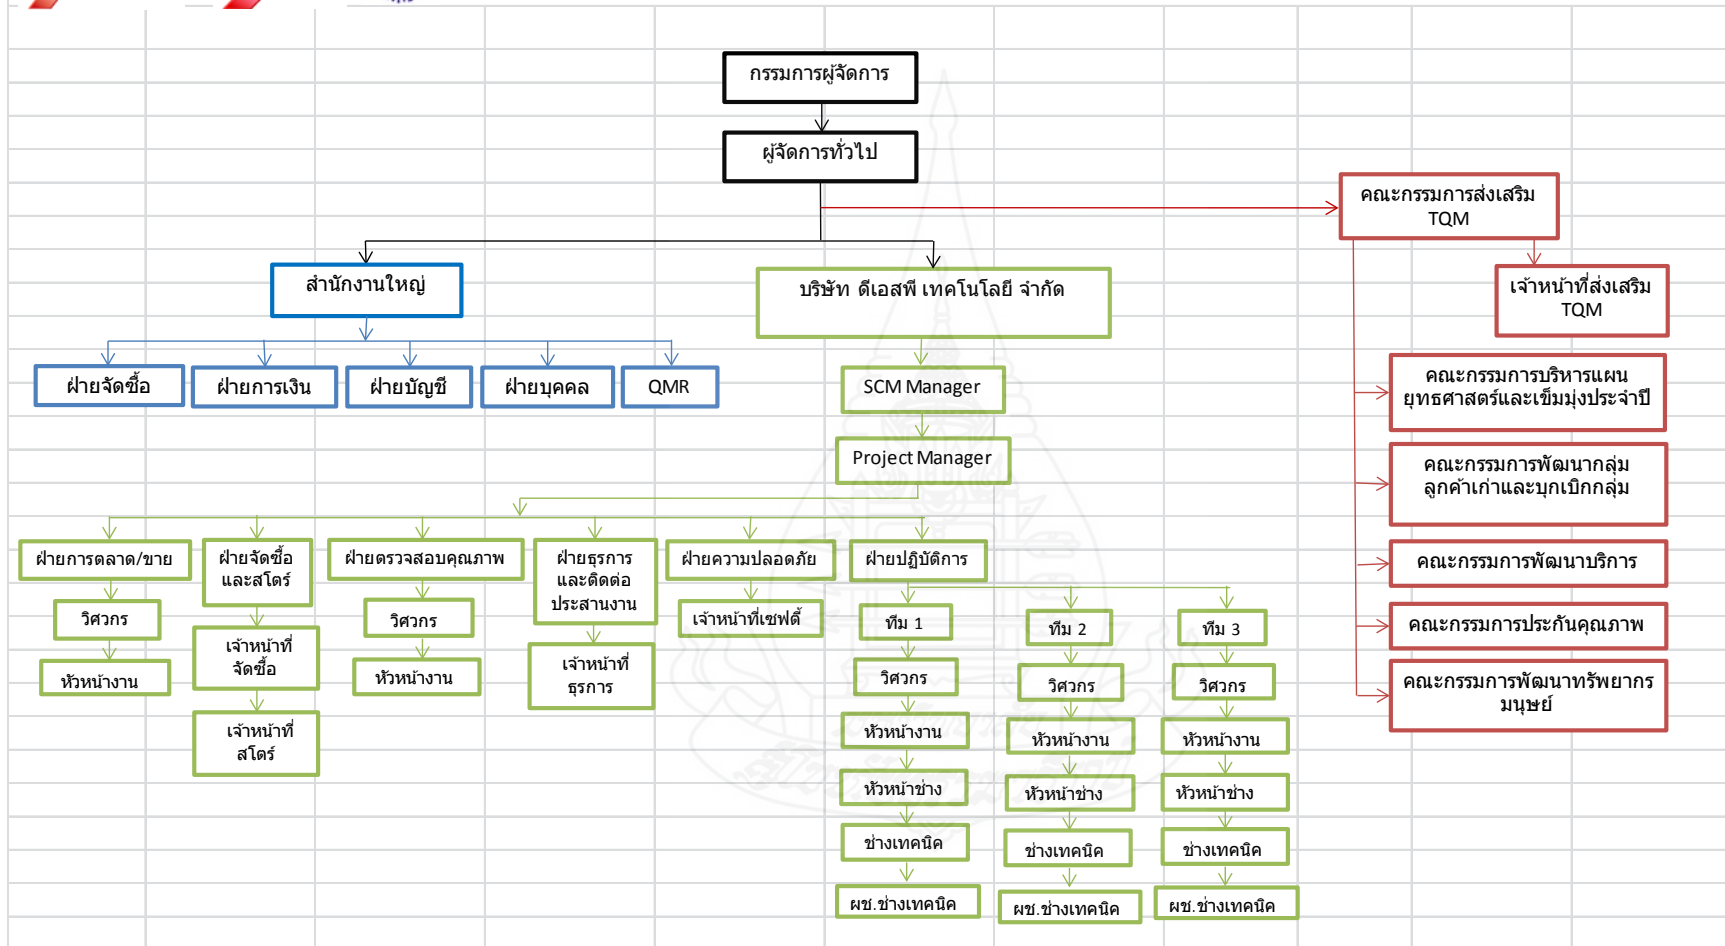 กรรมการผู้จัดการ
ผู้จัดการทั่วไป
คณะกรรมการส่งเสริม
TQM
สำนักงานใหญ่
บริษัท ดีเอสพี เทคโนโลยี จำกัด
เจ้าหน้าที่ส่งเสริม
TQM
ฝ่ายจัดซื้อ
ฝ่ายการเงิน
ฝ่ายบัญชี
ฝ่ายบุคคล
QMR
SCM Manager
คณะกรรมการบริหารแผน
ยุทธศาสตร์และเข็มมุ่งประจำปี
Project Manager
คณะกรรมการพัฒนากลุ่ม
ลูกค้าเก่าและบุกเบิกกลุ่ม
ฝ่ายการตลาด/ขาย
ฝ่ายจัดซื้อ
และสโตร์
ฝ่ายตรวจสอบคุณภาพ
ฝ่ายธุรการ
และติดต่อ
ประสานงาน
ฝ่ายความปลอดภัย
ฝ่ายปฏิบัติการ
คณะกรรมการพัฒนาบริการ
วิศวกร
เจ้าหน้าที่
จัดซื้อ
วิศวกร
เจ้าหน้าที่เซฟตี้
ทีม 1
ทีม 2
ทีม 3
คณะกรรมการประกันคุณภาพ
หัวหน้างาน
เจ้าหน้าที่
สโตร์
หัวหน้างาน
เจ้าหน้าที่
ธุรการ
วิศวกร
วิศวกร
วิศวกร
คณะกรรมการพัฒนาทรัพยากร
มนุษย์
หัวหน้างาน
หัวหน้างาน
หัวหน้างาน
หัวหน้าช่าง
หัวหน้าช่าง
หัวหน้าช่าง
ช่างเทคนิค
ช่างเทคนิค
ช่างเทคนิค
ผช.ช่างเทคนิค
ผช.ช่างเทคนิค
ผช.ช่างเทคนิค